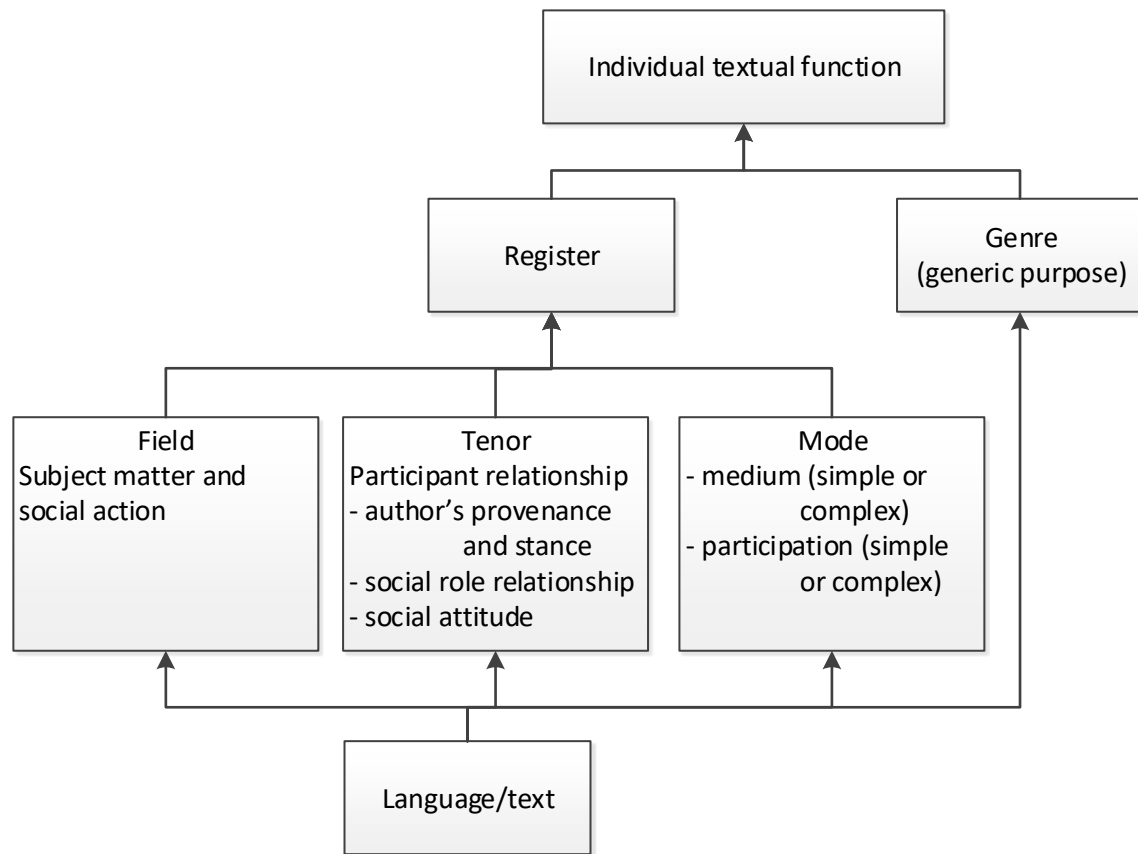 Individual textual function
Register
Genre
(generic purpose)
Field
Subject matter and
social action
Tenor
Participant relationship
- author’s provenance
and stance
- social role relationship
- social attitude
Mode
- medium (simple or
complex)
- participation (simple
or complex)
Language/text